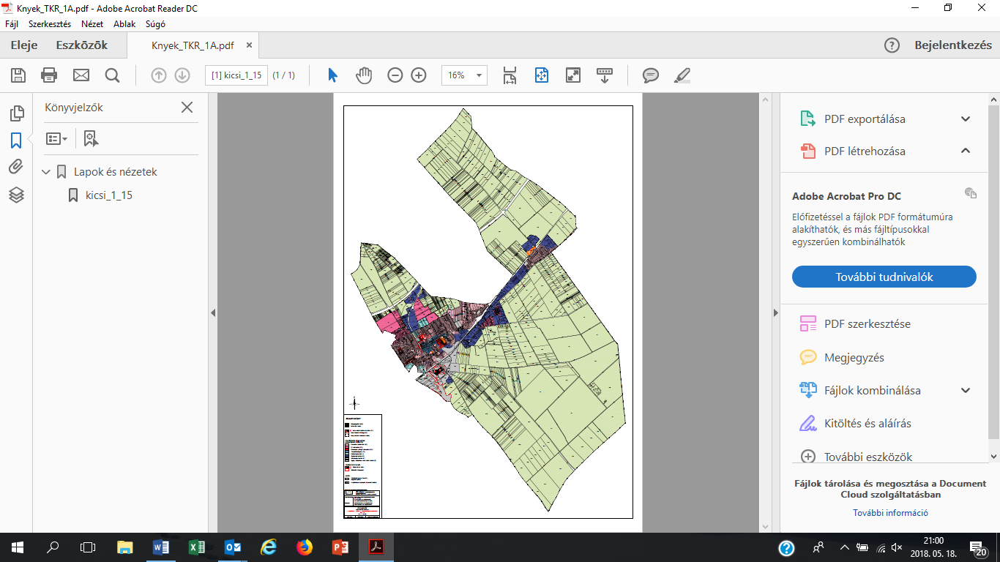 Knyek_TKR_1A.pdf - Adobe Acrobat Reader DC
Fájl Szerkesztés Nézet Ablak Súgó
Eleje Eszközök Knyek_TKR_1A.pdf × Bejelentkezés
[1] kicsi_1_15 (1 / 1) 16%
Könyvjelzők
Lapok és nézetek
kicsi_1_15
PDF exportálása
PDF létrehozása
Adobe Acrobat Pro DC
Előfizetéssel a fájlok PDF formátumúra
alakíthatók, és más fájltípusokkal
egyszerűen kombinálhatók
További tudnivalók
PDF szerkesztése
Megjegyzés
Fájlok kombinálása
Kitöltés és aláírás
További eszközök
Fájlok tárolása és megosztása a Document
Cloud szolgáltatásban
További információ
21:00
2018. 05. 18.
20